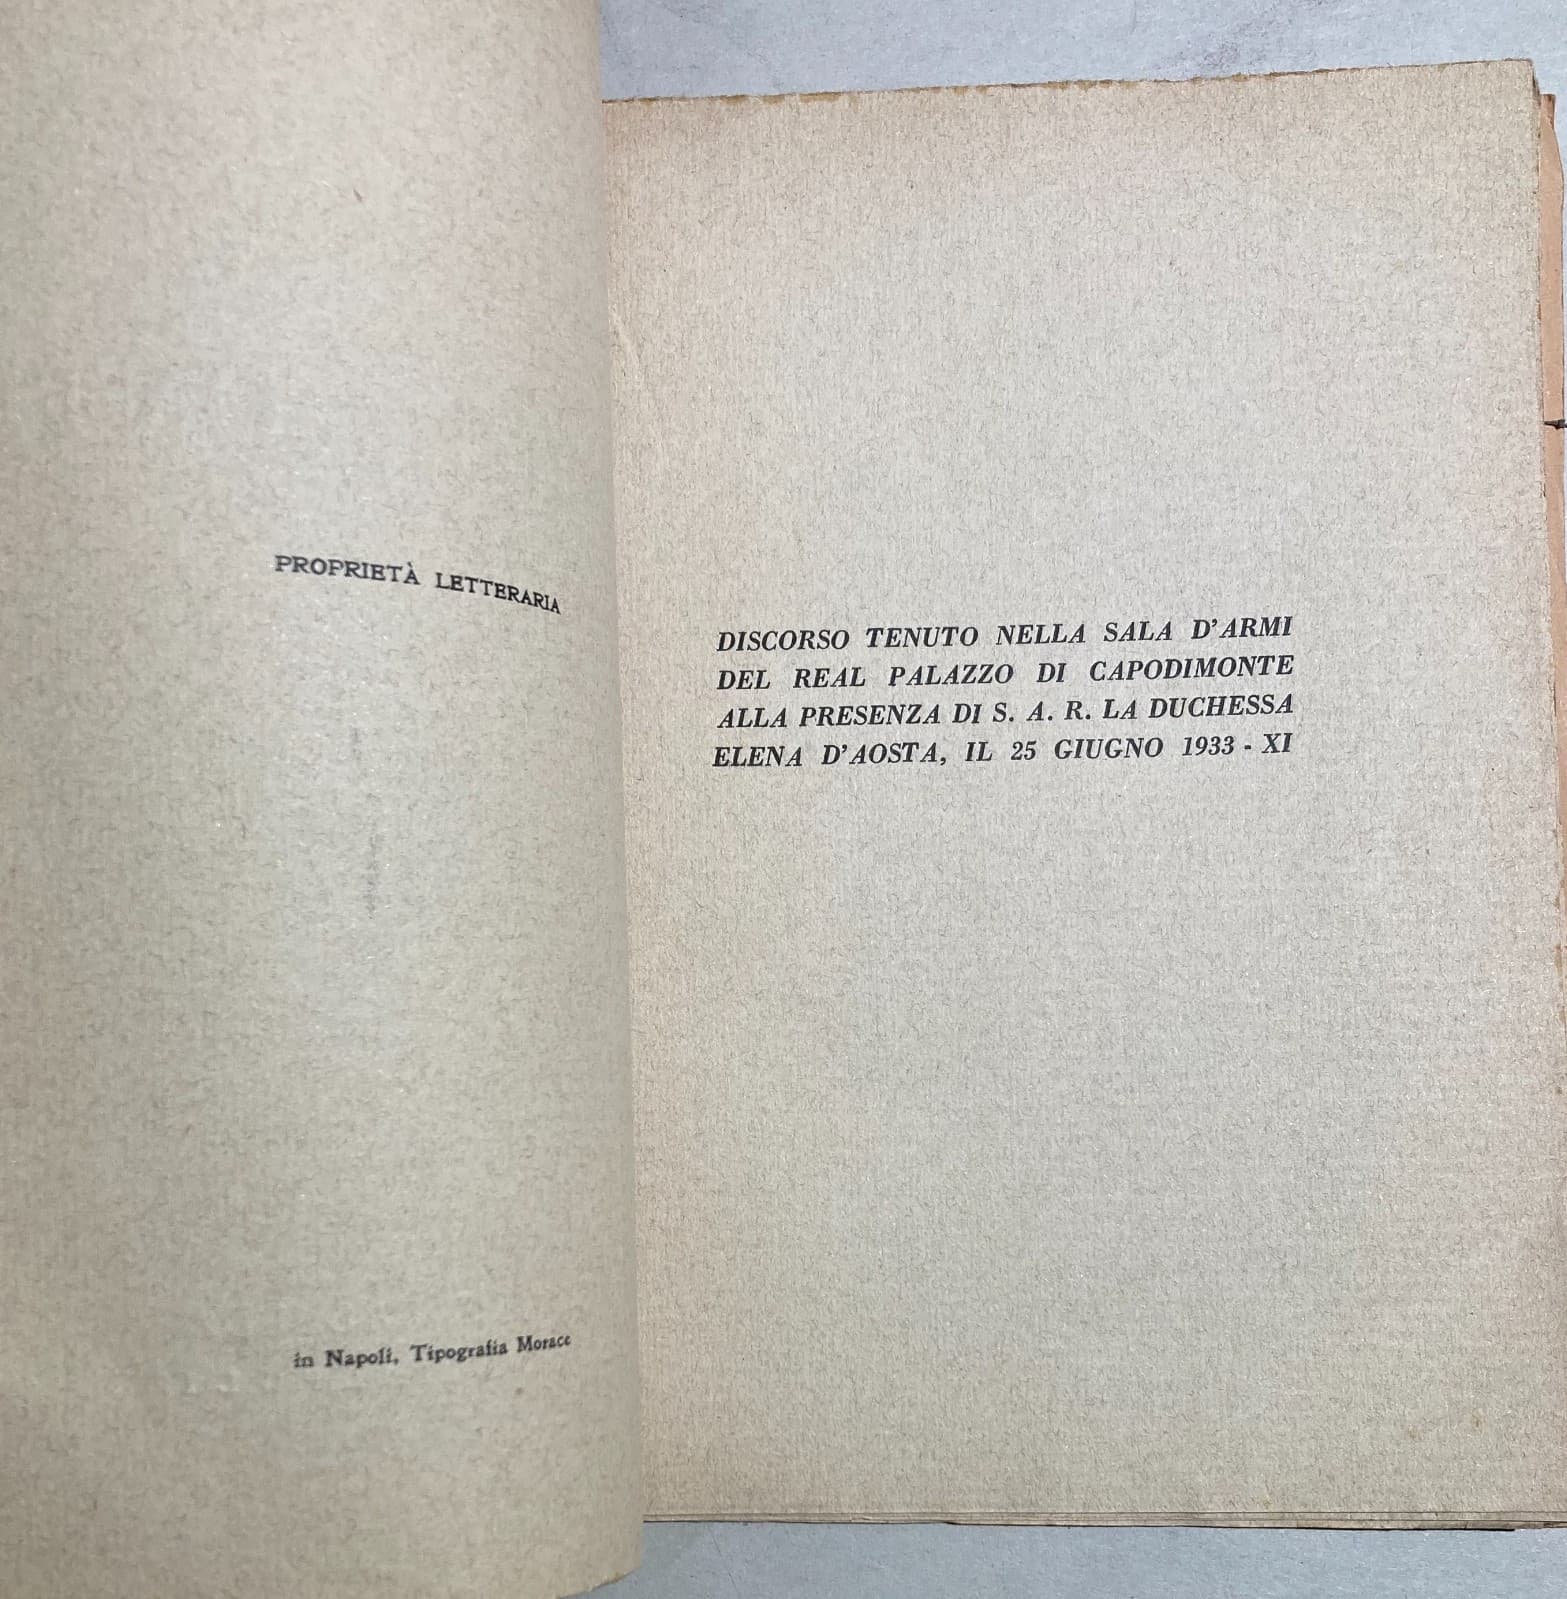 PROPRIETÀ LETTERARIA
in Napoli, Tipografia Morace
DISCORSO TENUTO NELLA SALA D'ARMI
DEL REAL PALAZZO DI CAPODIMONTE
ALLA PRESENZA DI S. A. R. LA DUCHESSA
ELENA D'AOSTA, IL 25 GIUGNO 1933 - XI